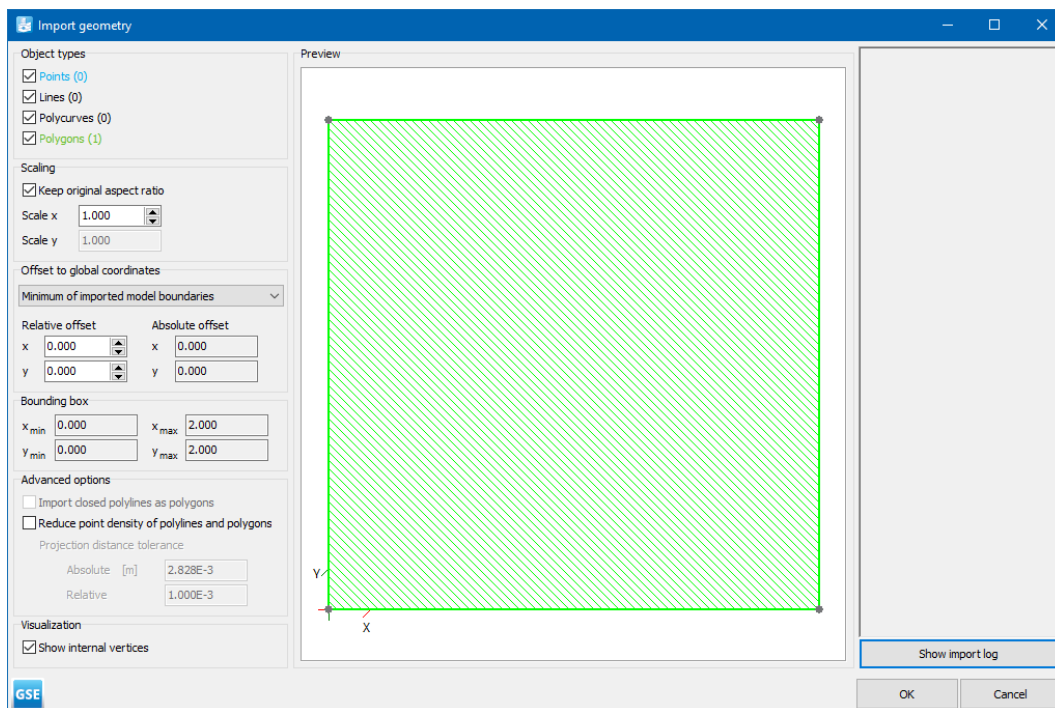 Import geometry
Object types
Points (0)
Lines (0)
Polycurves (0)
Polygons (1)
Scaling
Keep original aspect ratio
Scale x 1.000
Scale y 1.000
Offset to global coordinates
Minimum of imported model boundaries
Relative offset Absolute offset
x 0.000 x 0.000
y 0.000 y 0.000
Bounding box
x min 0.000 x max 2.000
y min 0.000 y max 2.000
Advanced options
Import closed polylines as polygons
Reduce point density of polylines and polygons
Projection distance tolerance
Absolute [m] 2.828E-3
Relative 1.000E-3
Visualization
Show internal vertices
GSE
Preview
Y
X
Show import log
OK Cancel